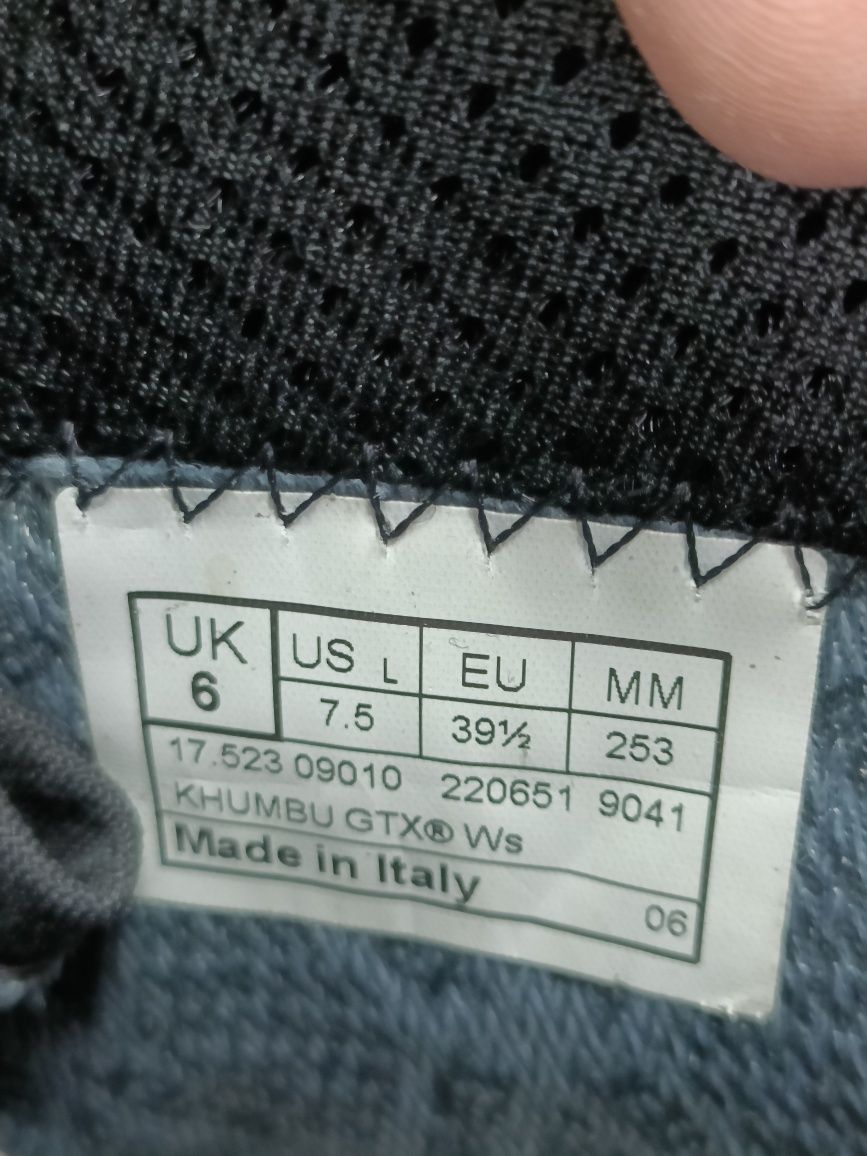 UK US L EU MM
6 7.5 39½ 253
17.523 09010 220651 9041
KHUMBU GTX® Ws
Made in Italy
06